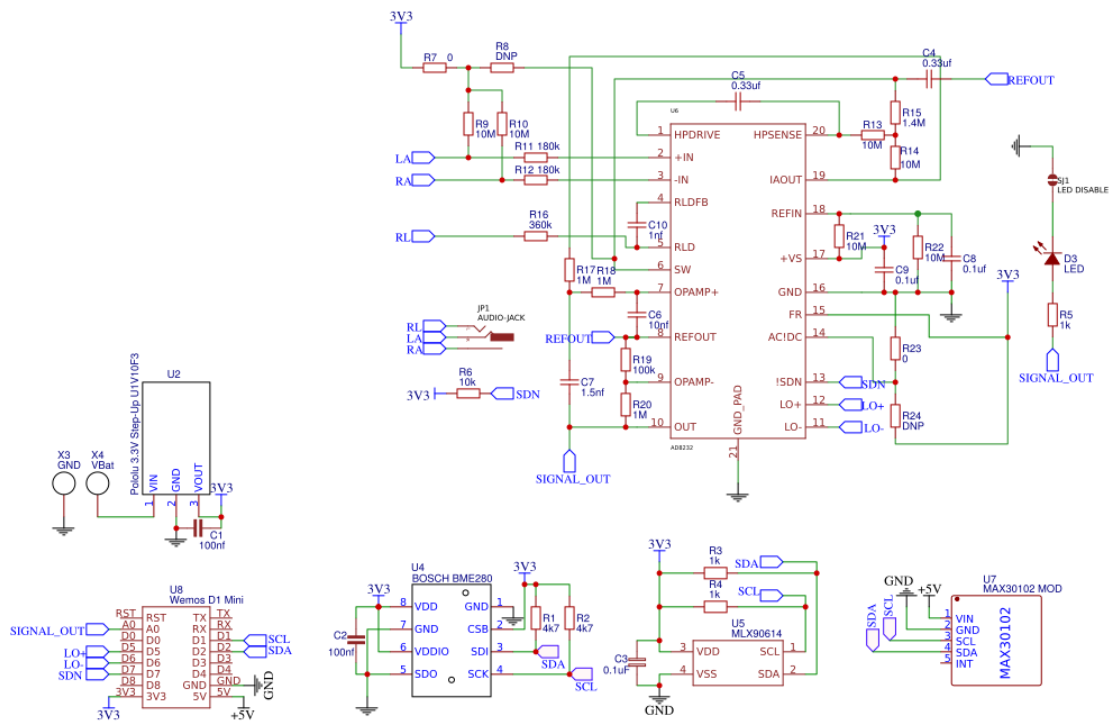 3V3
R7 0
R8
DNP
C4
0.33uf
REFOUT
C5
0.33uf
U6
R9
10M
R10
10M
R15
1.4M
1 HPDRIVE HPSENSE 20
R13
10M
R14
10M
LA
R11 180k
2 +IN
RA
R12 180k
3 -IN
IAOUT 19
4 RLDFB
REFIN 18
SJ1
LED DISABLE
R16
360k
C10
1nf
RL
5 RLD
R21
10M
3V3
R22
10M
C8
0.1uf
+VS 17
C9
0.1uf
6 SW
D3
LED
R17
1M
R18
1M
7 OPAMP+
GND 16
3V3
C6
10nf
FR 15
R5
1k
JP1
AUDIO-JACK
RL
LA
RA
REFOUT
8 REFOUT
AC!DC 14
R19
100k
R23
0
SIGNAL_OUT
R6
10k
3V3
SDN
C7
1.5nf
9 OPAMP-
!SDN 13
SDN
R20
1M
LO+ 12
LO+
R24
DNP
10 OUT
LO- 11
LO-
GND_PAD
21
AD8232
SIGNAL_OUT
U2
Pololu 3.3V Step-Up U1V10F3
VIN
GND
VOUT
1
2
3
3V3
X3
GND
X4
VBat
C1
100nf
U8
Wemos D1 Mini
RST RST TX TX
SIGNAL_OUT
A0 A0 RX RX
D0 D0 D1 D1
SCL
LO+
D5 D5 D2 D2
SDA
LO-
D6 D6 D3 D3
SDN
D7 D7 D4 D4
D8 D8 GND GND
GND
3V3 3V3 5V 5V
3V3
+5V
U4
BOSCH BME280
3V3
3V3
8 VDD GND 1
7 GND CSB 2
6 VDDIO SDI 3
5 SDO SCK 4
C2
100nf
R1
4k7
R2
4k7
SDA
SCL
3V3
R3
1k
SDA
R4
1k
SCL
U5
MLX90614
3 VDD SCL 1
4 VSS SDA 2
C3
0.1uF
GND
U7
MAX30102 MOD
GND
+5V
SCL
SDA
1 VIN
2 GND
3 SCL
4 SDA
5 INT
MAX30102